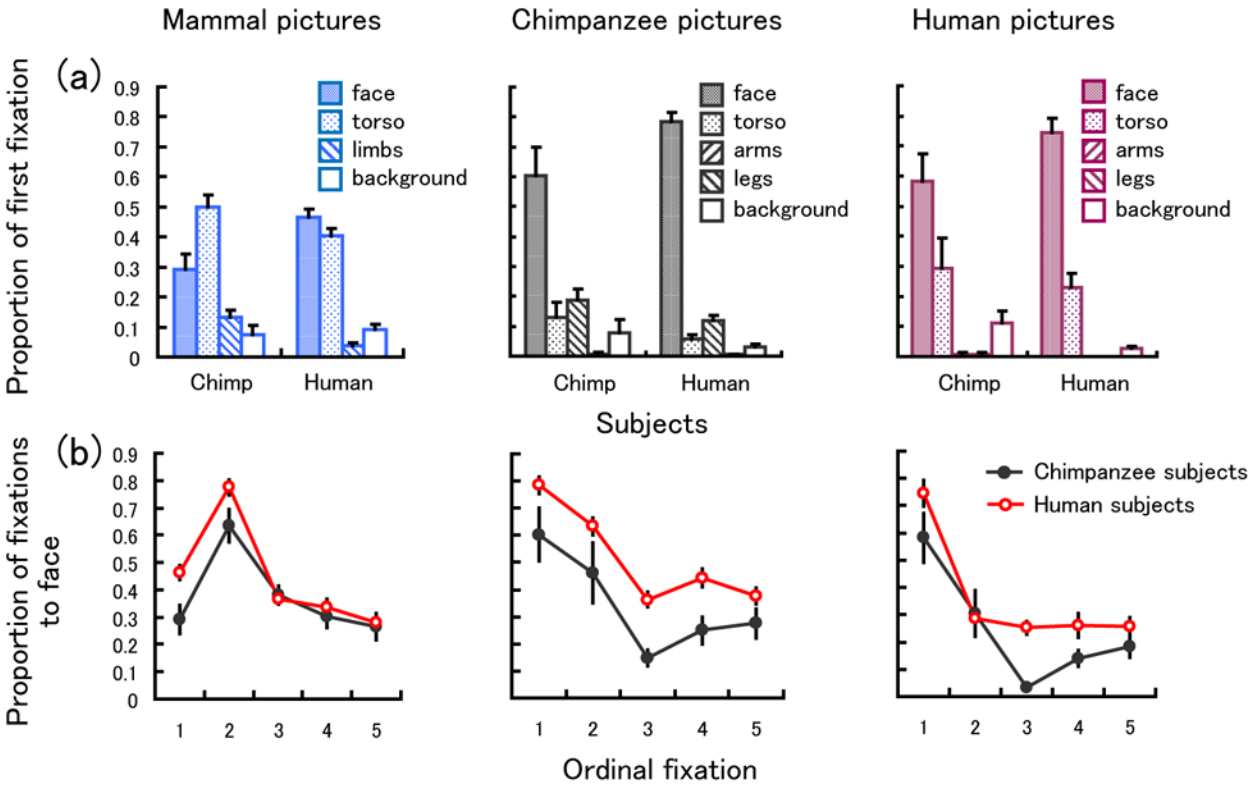 Mammal pictures
Chimpanzee pictures
Human pictures
(a)
Proportion of first fixation
0.9
0.8
0.7
0.6
0.5
0.4
0.3
0.2
0.1
0
face
torso
limbs
background
face
torso
arms
legs
background
face
torso
arms
legs
background
Chimp Human
Chimp Human
Chimp Human
Subjects
(b)
Proportion of fixations
to face
0.9
0.8
0.7
0.6
0.5
0.4
0.3
0.2
0.1
0
Chimpanzee subjects
Human subjects
1 2 3 4 5
1 2 3 4 5
1 2 3 4 5
Ordinal fixation